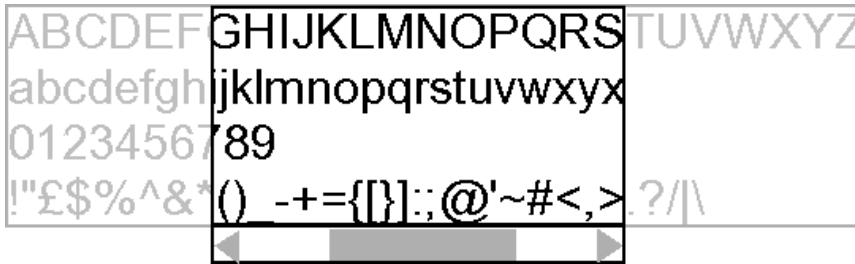 ABCDEFGHIJKLMNOPQRSTUVWXYZ
abcdefghijklmnopqrstuvwxyx
0123456789
!"£$%^&*()_-+={[}]:;@'~#<,>.?/|\